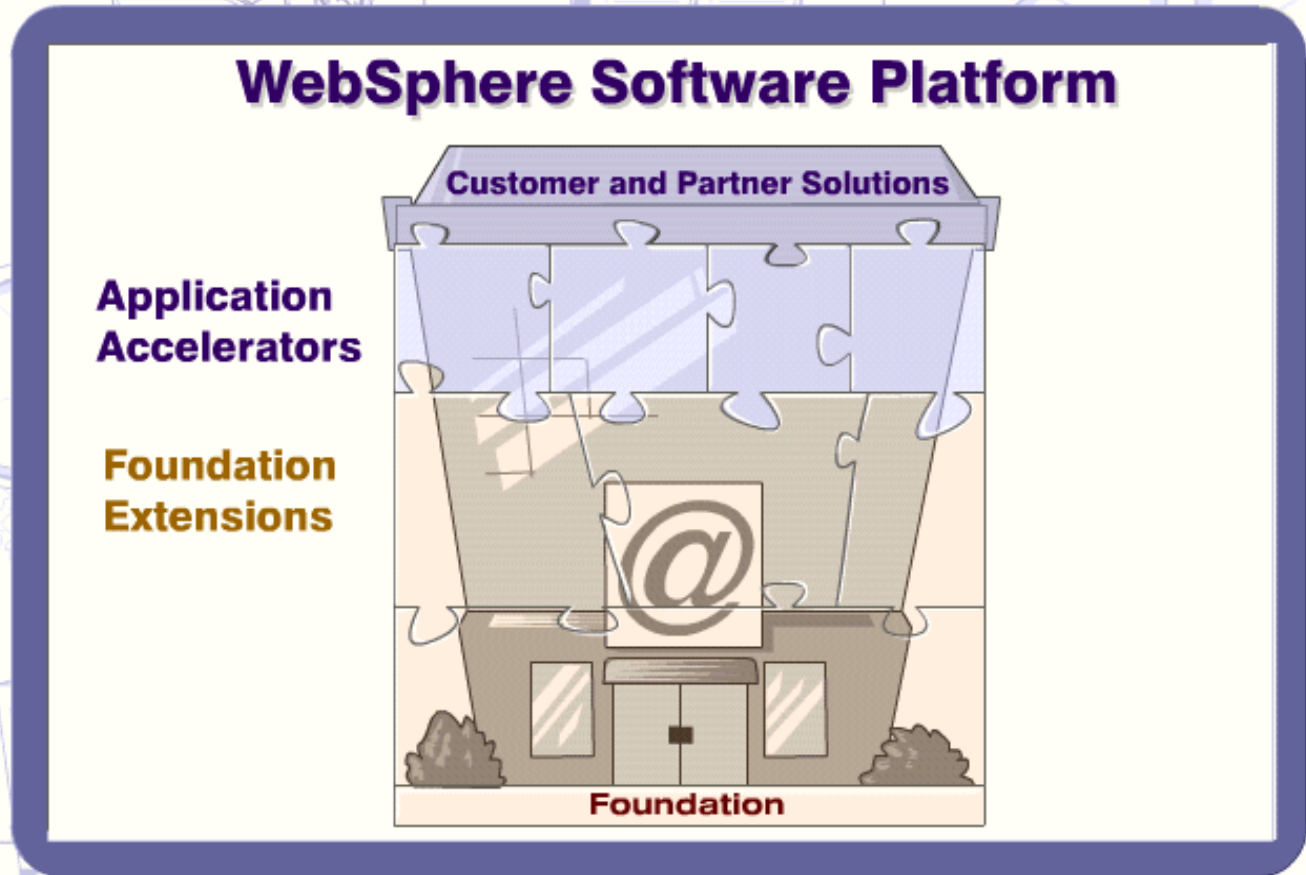 WebSphere Software Platform
Customer and Partner Solutions
Application
Accelerators
Foundation
Extensions
@
Foundation